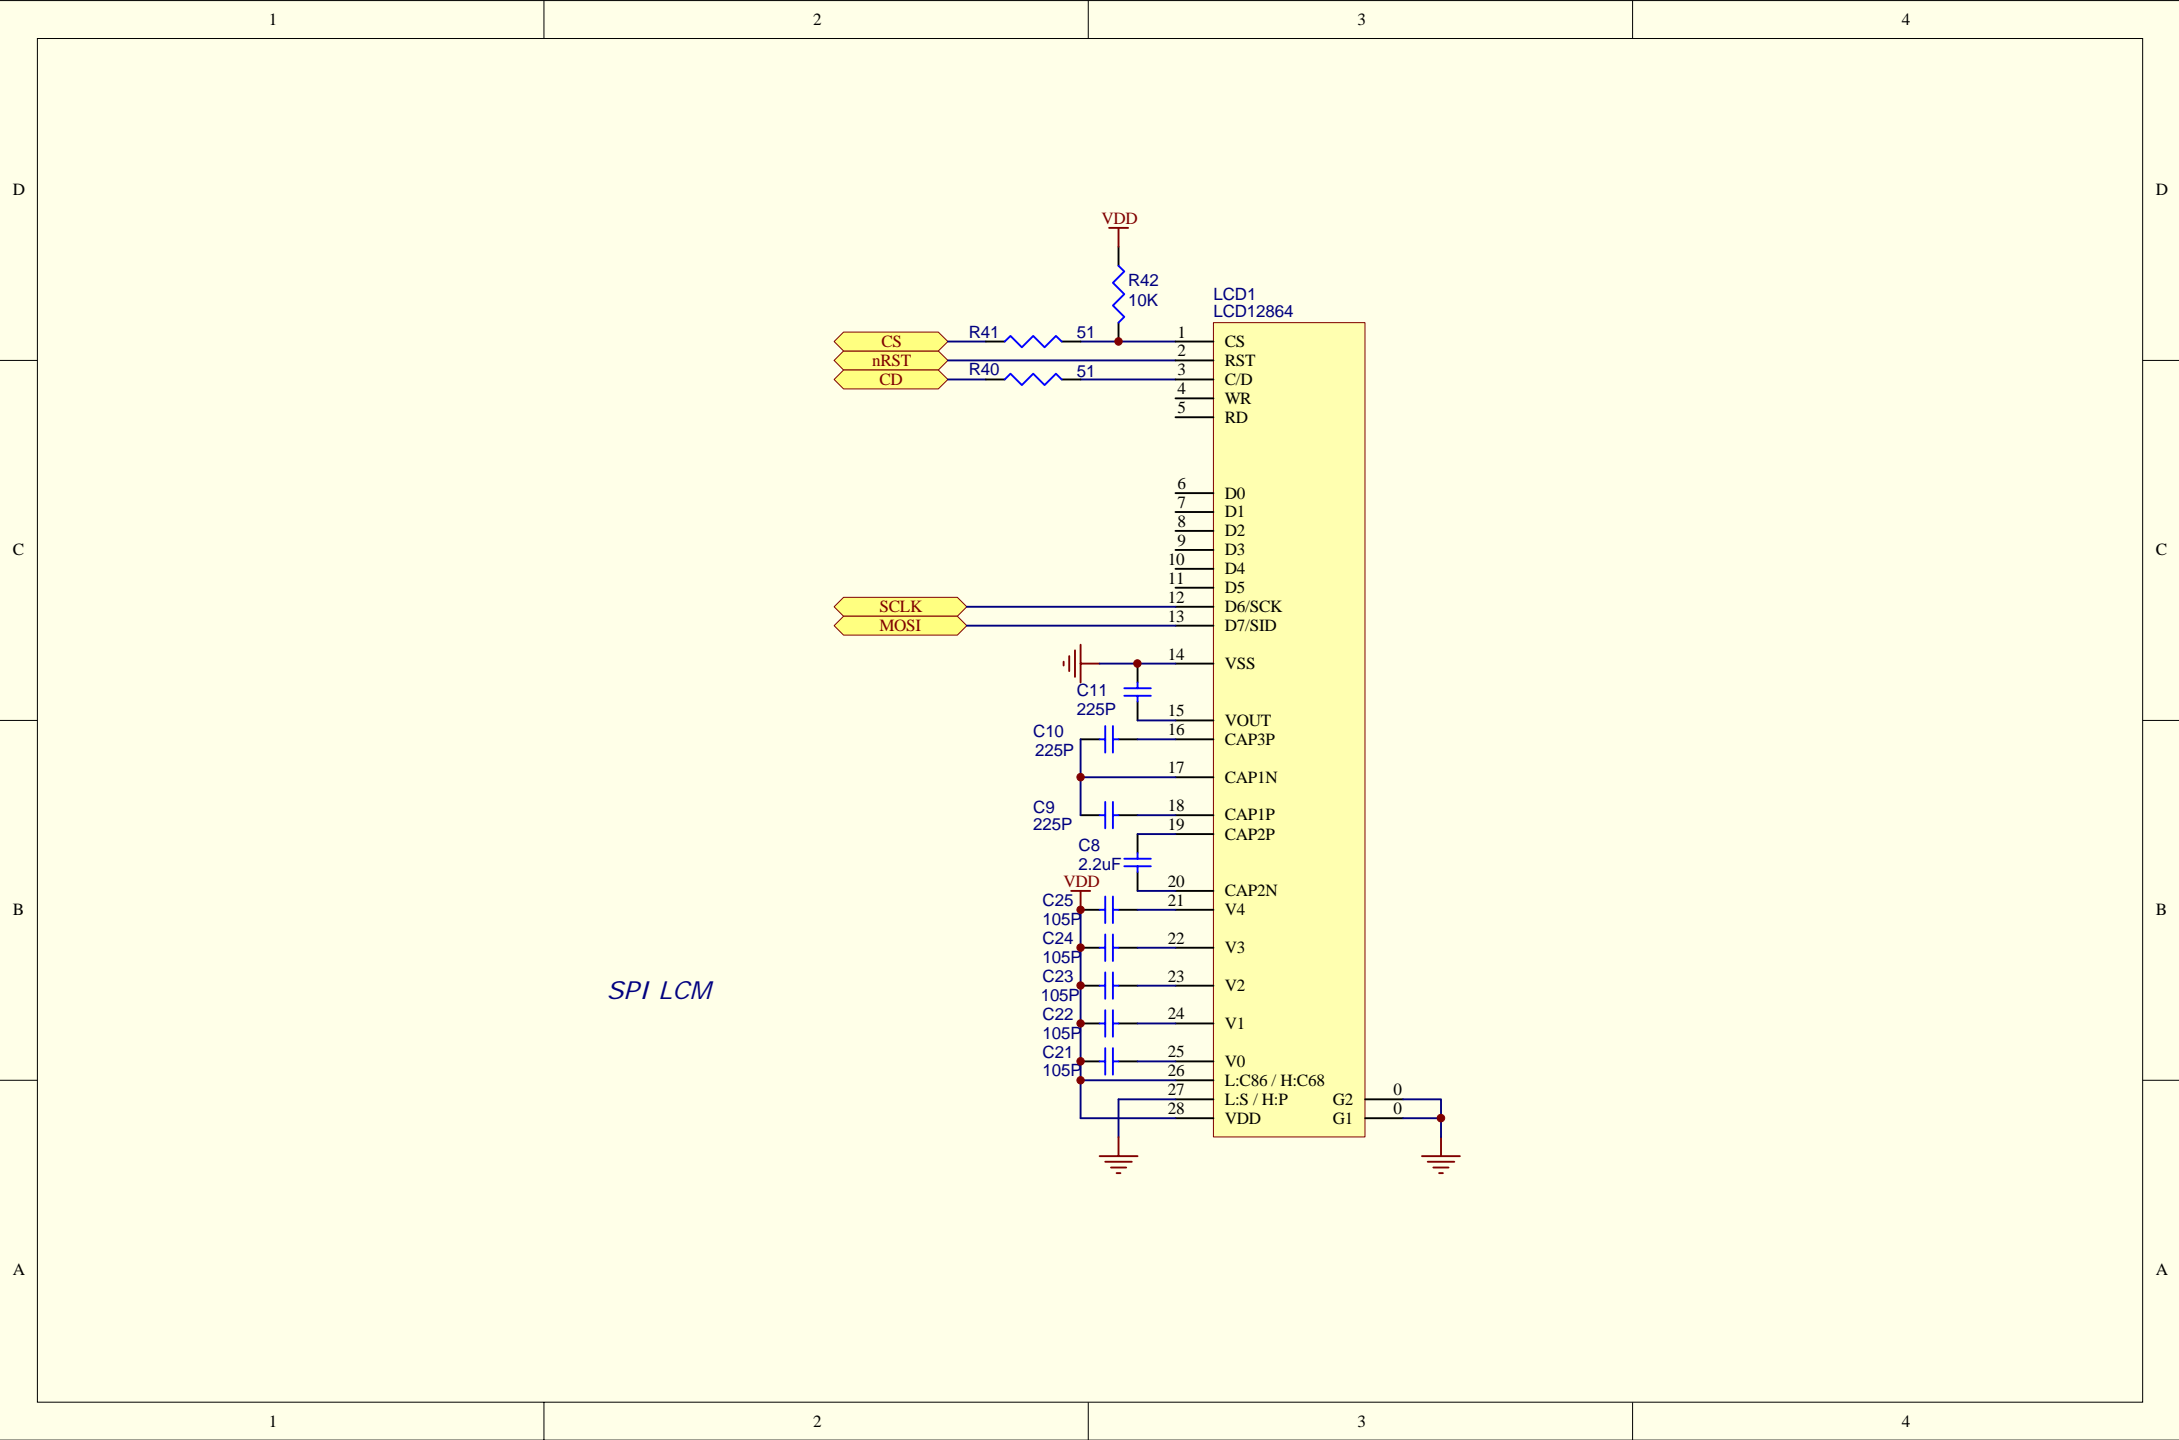 1 2 3 4
D D
VDD
R42
10K
LCD1
LCD12864
CS R41 51 1 CS
nRST 2 RST
CD R40 51 3 C/D
4 WR
5 RD
6 D0
7 D1
8 D2
9 D3
C C
10 D4
11 D5
SCLK 12 D6/SCK
MOSI 13 D7/SID
14 VSS
C11
225P 15 VOUT
C10 16 CAP3P
225P
17 CAP1N
C9 18 CAP1P
225P 19 CAP2P
C8
2.2uF
VDD 20 CAP2N
C25 21 V4
B B
105P
C24 22 V3
105P
C23 23 V2
105P
SPI LCM
C22 24 V1
105P
C21 25 V0
105P 26 L:C86 / H:C68
27 L:S / H:P G2 0
28 VDD G1 0
A A
1 2 3 4